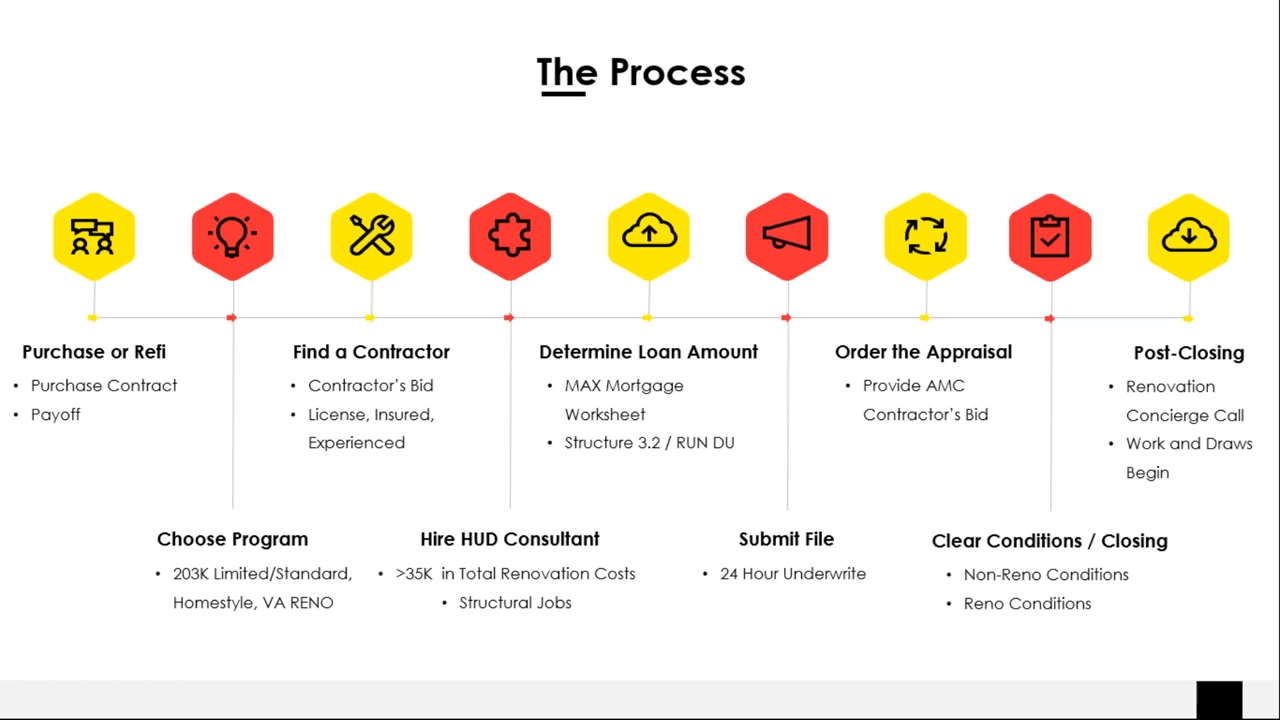 The Process
Purchase or Refi
• Purchase Contract
• Payoff
Choose Program
• 203K Limited/Standard,
Homestyle, VA RENO
Find a Contractor
• Contractor's Bid
• License, Insured,
Experienced
Hire HUD Consultant
• >35K in Total Renovation Costs
• Structural Jobs
Determine Loan Amount
• MAX Mortgage
Worksheet
• Structure 3.2 / RUN DU
Submit File
• 24 Hour Underwrite
Order the Appraisal
• Provide AMC
Contractor's Bid
Clear Conditions / Closing
• Non-Reno Conditions
• Reno Conditions
Post-Closing
• Renovation
Concierge Call
• Work and Draws
Begin